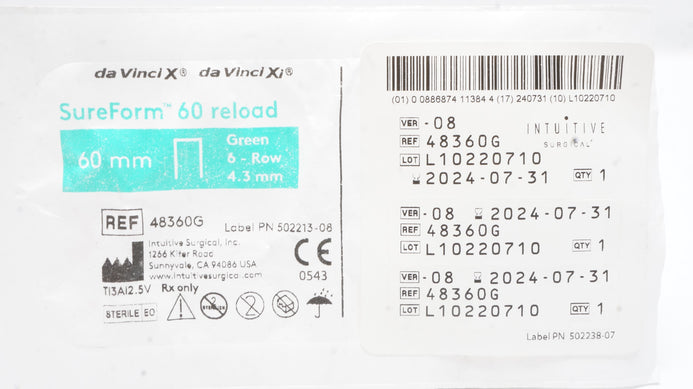 da Vinci X® da Vinci Xi®
SureForm™ 60 reload
60 mm
Green
6 - Row
4.3 mm
REF 48360G
Label PN 502213-08
Intuitive Surgical, Inc.
1266 Kifer Road
Sunnyvale, CA 94086 USA
www.intuitivesurgical.com
CE
0543
Ti3Al2.5V Rx only
STERILE EO
2
(01) 0 0886874 11384 4 (17) 240731 (10) L10220710
VER -08
INTUITIVE
SURGICAL®
REF 48360G
LOT L10220710
2024-07-31 QTY 1
VER -08 2024-07-31
REF 48360G
LOT L10220710 QTY 1
VER -08 2024-07-31
REF 48360G
LOT L10220710 QTY 1
Label PN 502238-07